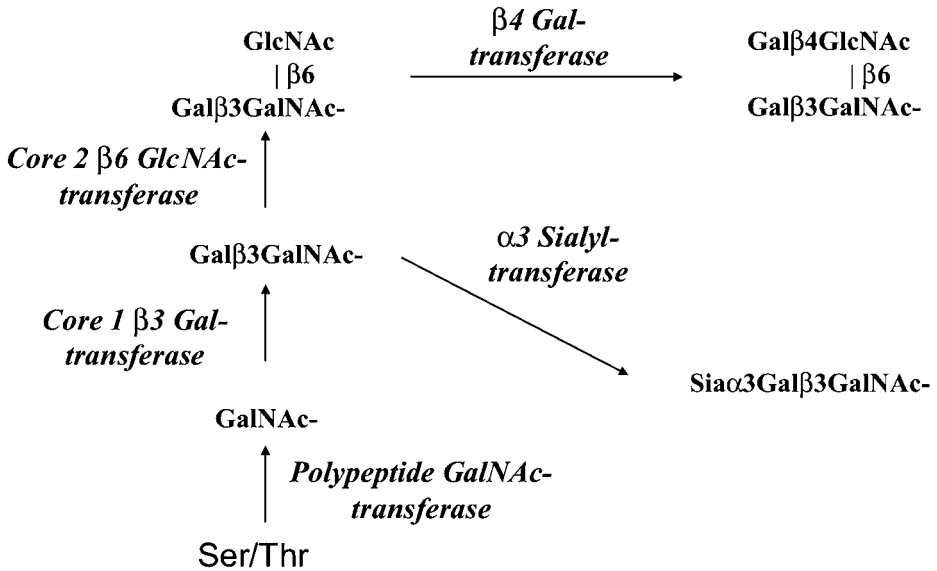 GlcNAc
| β6
Galβ3GalNAc-
β4 Gal-
transferase
Galβ4GlcNAc
| β6
Galβ3GalNAc-
Core 2 β6 GlcNAc-
transferase
Galβ3GalNAc-
α3 Sialyl-
transferase
Core 1 β3 Gal-
transferase
Siaα3Galβ3GalNAc-
GalNAc-
Polypeptide GalNAc-
transferase
Ser/Thr